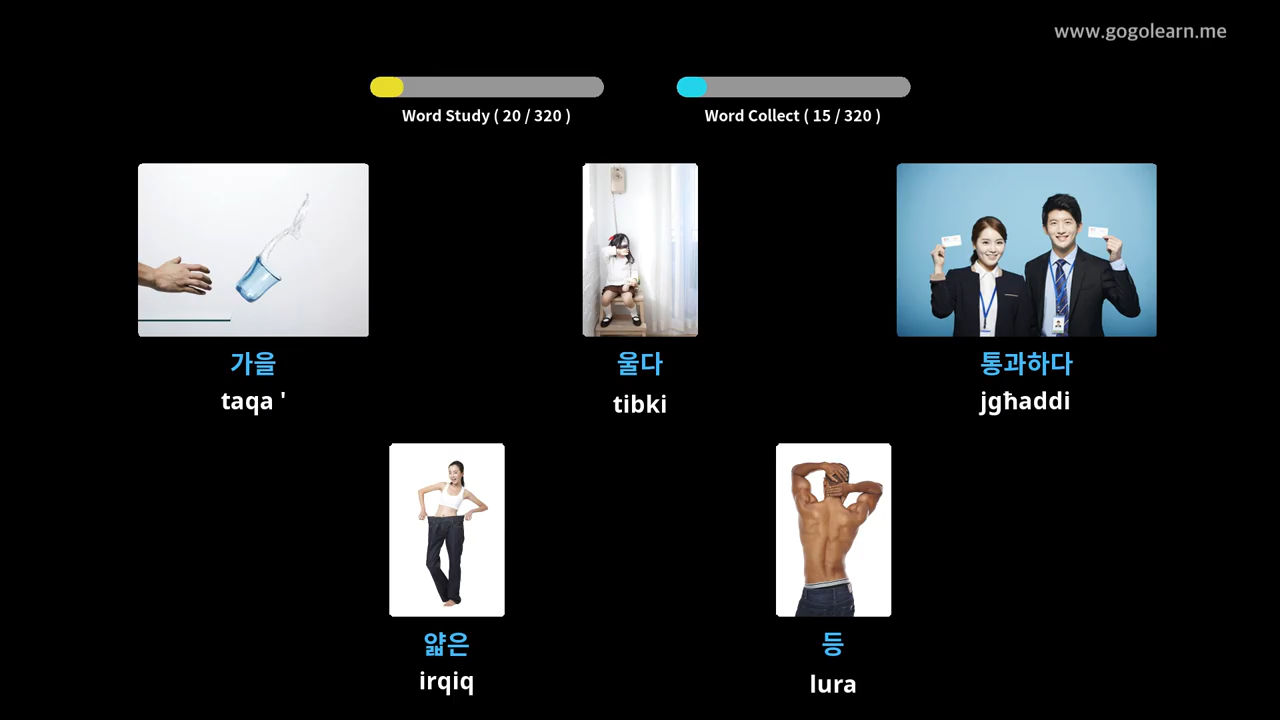 www.gogolearn.me
Word Study ( 20 / 320 )
Word Collect ( 15 / 320 )
가을
taqa '
울다
tibki
통과하다
jgħaddi
얇은
irqiq
등
lura